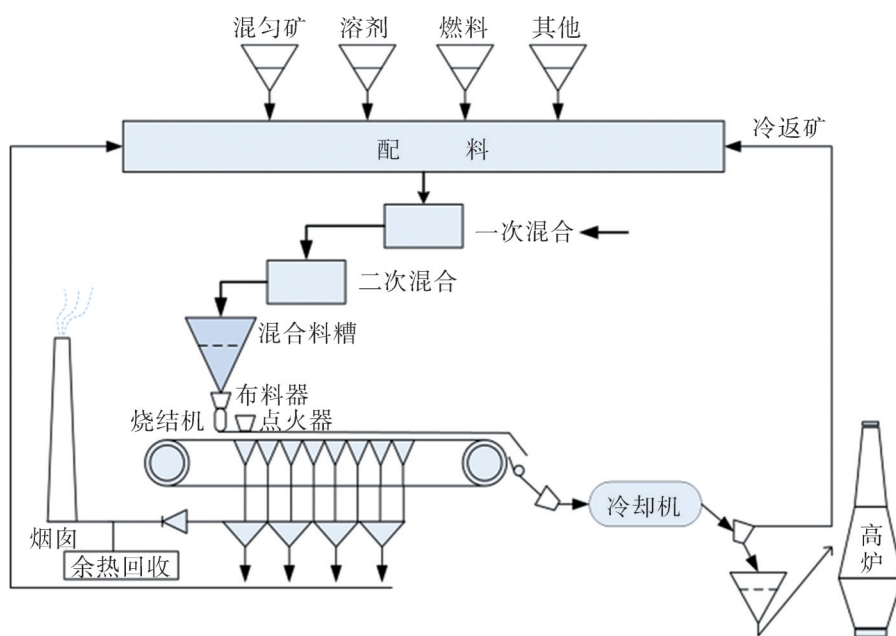 混匀矿
溶剂
燃料
其他
冷返矿
配 料
一次混合
二次混合
混合料糟
布料器
烧结机
点火器
冷却机
高炉
烟囱
余热回收